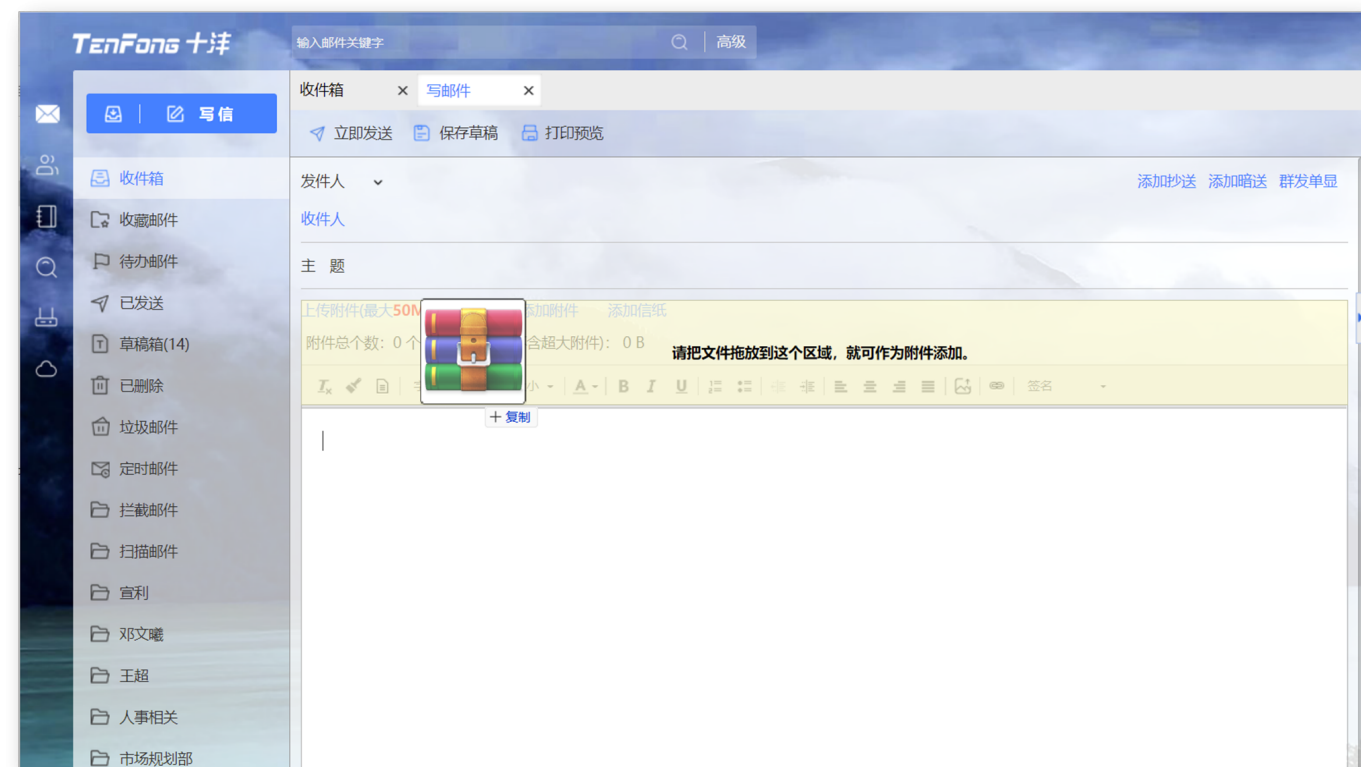 TENFONG 十沣
输入邮件关键字 高级
收件箱 写邮件
写信
立即发送 保存草稿 打印预览
收件箱
收藏邮件
待办邮件
已发送
草稿箱(14)
已删除
垃圾邮件
定时邮件
拦截邮件
扫描邮件
宣利
邓文曦
王超
人事相关
市场规划部
发件人 添加抄送 添加暗送 群发单显
收件人
主 题
上传附件(最大50M 添加附件 添加信纸
附件总个数: 0 个 含超大附件): 0 B
请把文件拖放到这个区域，就可作为附件添加。
小 A B I U 签名
+ 复制